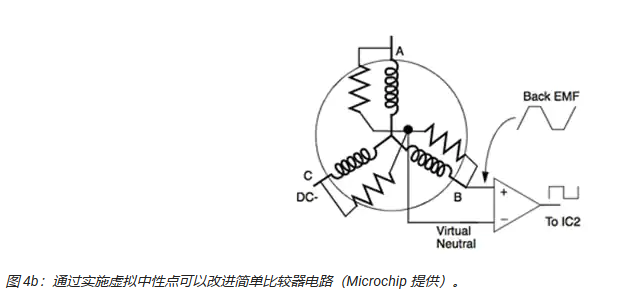 A
Back EMF
C
DC-
B
+
−
Virtual
Neutral
To IC2
图 4b：通过实施虚拟中性点可以改进简单比较器电路（Microchip 提供）。